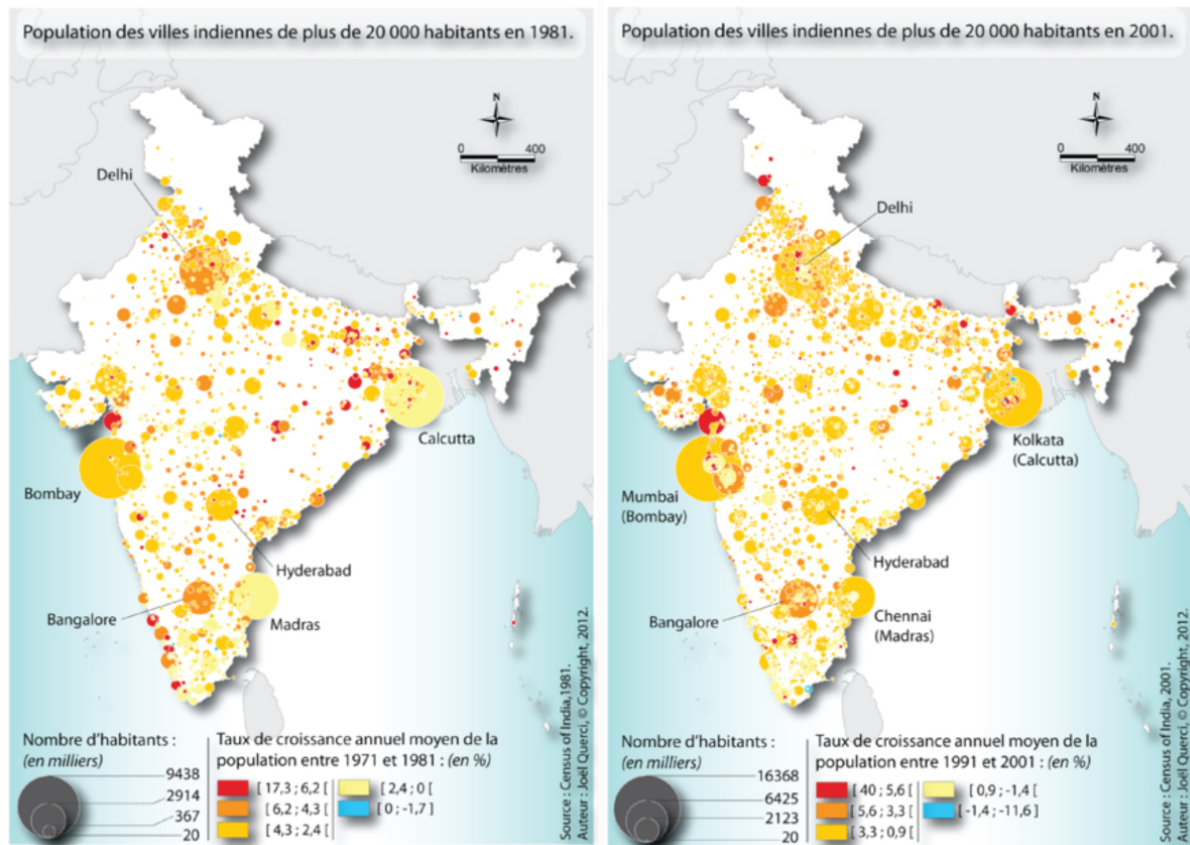 Population des villes indiennes de plus de 20 000 habitants en 1981.
N
0 400
Kilomètres
Delhi
Calcutta
Bombay
Hyderabad
Bangalore
Madras
Nombre d'habitants :
(en milliers)
9438
2914
367
20
Taux de croissance annuel moyen de la
population entre 1971 et 1981 : (en %)
[ 17,3 ; 6,2 [
[ 6,2 ; 4,3 [
[ 4,3 ; 2,4 [
[ 2,4 ; 0 [
[ 0 ; -1,7 ]
Source : Census of India,1981.
Auteur : Joël Querci, © Copyright, 2012.
Population des villes indiennes de plus de 20 000 habitants en 2001.
N
0 400
Kilomètres
Delhi
Kolkata
(Calcutta)
Mumbai
(Bombay)
Hyderabad
Bangalore
Chennai
(Madras)
Nombre d'habitants :
(en milliers)
16368
6425
2123
20
Taux de croissance annuel moyen de la
population entre 1991 et 2001 : (en %)
[ 40 ; 5,6 [
[ 5,6 ; 3,3 [
[ 3,3 ; 0,9 [
[ 0,9 ; -1,4 [
[ -1,4 ; -11,6 ]
Source : Census of India, 2001.
Auteur : Joël Querci, © Copyright, 2012.